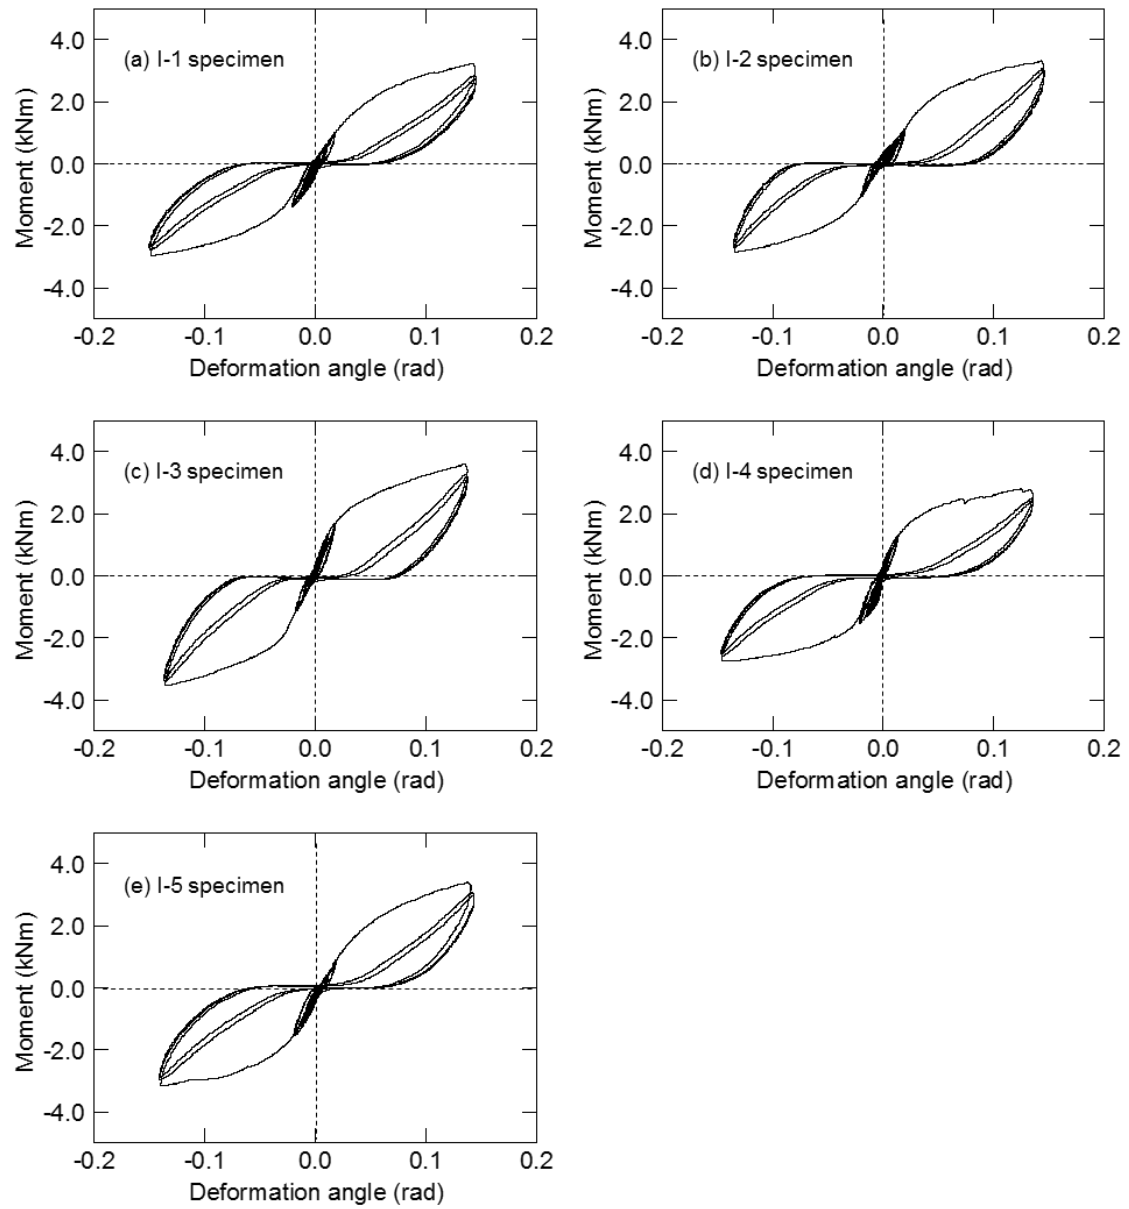 (a) I-1 specimen
Moment (kNm)
4.0
2.0
0.0
-2.0
-4.0
-0.2 -0.1 0.0 0.1 0.2
Deformation angle (rad)
(b) I-2 specimen
Moment (kNm)
4.0
2.0
0.0
-2.0
-4.0
-0.2 -0.1 0.0 0.1 0.2
Deformation angle (rad)
(c) I-3 specimen
Moment (kNm)
4.0
2.0
0.0
-2.0
-4.0
-0.2 -0.1 0.0 0.1 0.2
Deformation angle (rad)
(d) I-4 specimen
Moment (kNm)
4.0
2.0
0.0
-2.0
-4.0
-0.2 -0.1 0.0 0.1 0.2
Deformation angle (rad)
(e) I-5 specimen
Moment (kNm)
4.0
2.0
0.0
-2.0
-4.0
-0.2 -0.1 0.0 0.1 0.2
Deformation angle (rad)